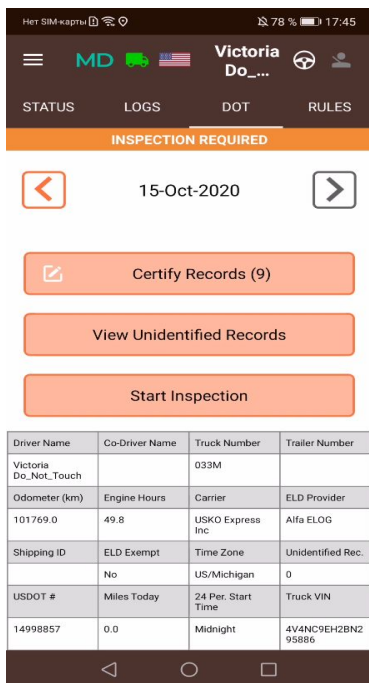 Нет SIM-карты 78 % 17:45
MD Victoria
Do_...
STATUS LOGS DOT RULES
INSPECTION REQUIRED
15-Oct-2020
Certify Records (9)
View Unidentified Records
Start Inspection
Driver Name Co-Driver Name Truck Number Trailer Number
Victoria
Do_Not_Touch 033M
Odometer (km) Engine Hours Carrier ELD Provider
101769.0 49.8 USKO Express
Inc Alfa ELOG
Shipping ID ELD Exempt Time Zone Unidentified Rec.
No US/Michigan 0
USDOT # Miles Today 24 Per. Start
Time Truck VIN
14998857 0.0 Midnight 4V4NC9EH2BN2
95886